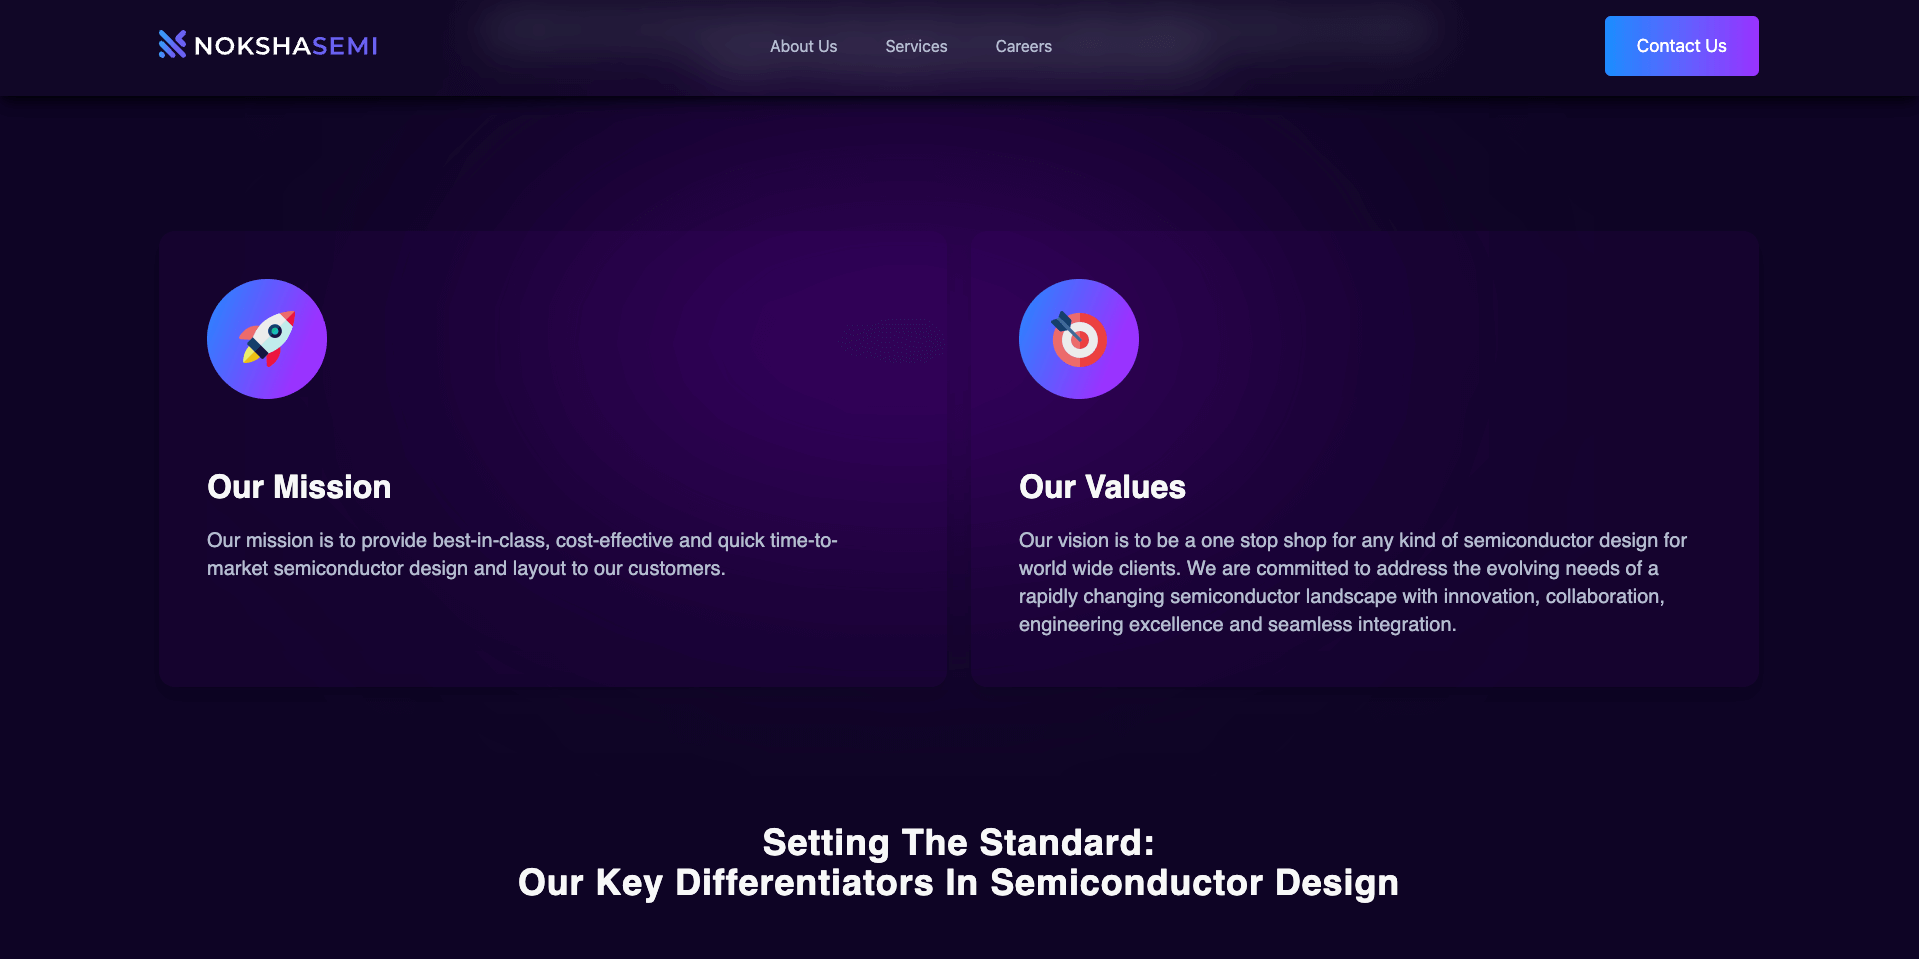 NOKSHASEMI
About Us
Services
Careers
Contact Us
Our Mission
Our mission is to provide best-in-class, cost-effective and quick time-to-
market semiconductor design and layout to our customers.
Our Values
Our vision is to be a one stop shop for any kind of semiconductor design for
world wide clients. We are committed to address the evolving needs of a
rapidly changing semiconductor landscape with innovation, collaboration,
engineering excellence and seamless integration.
Setting The Standard:
Our Key Differentiators In Semiconductor Design